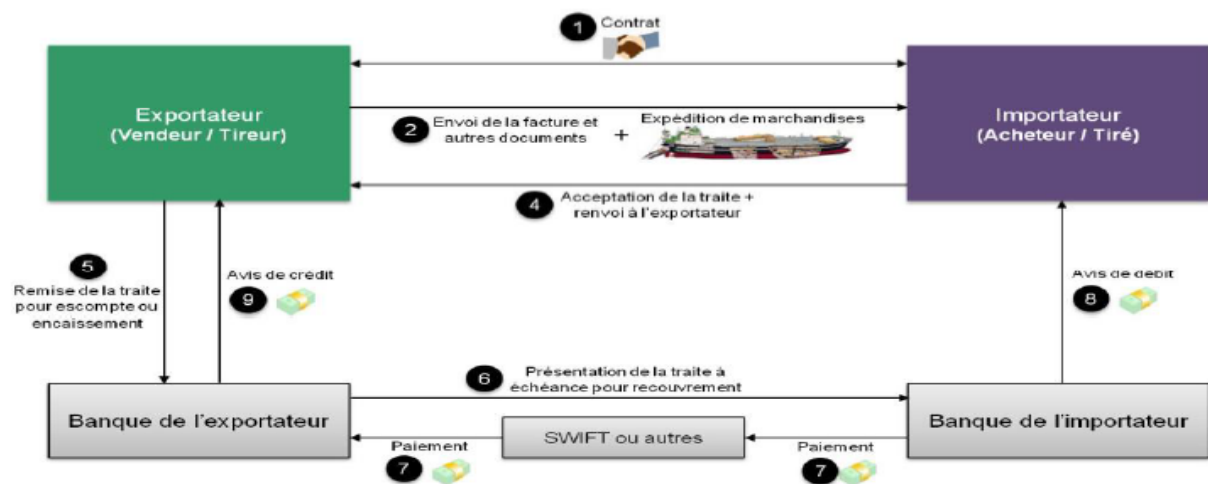 1 Contrat
Exportateur
(Vendeur / Tireur)
Importateur
(Acheteur / Tiré)
2 Envoi de la facture et
autres documents
+
Expédition de marchandises
4 Acceptation de la traite +
renvoi à l'exportateur
5
Remise de la traite
pour escompte ou
encaissement
Avis de crédit
9
Avis de débit
8
6 Présentation de la traite à
échéance pour recouvrement
Banque de l'exportateur
SWIFT ou autres
Banque de l'importateur
Paiement
7
Paiement
7